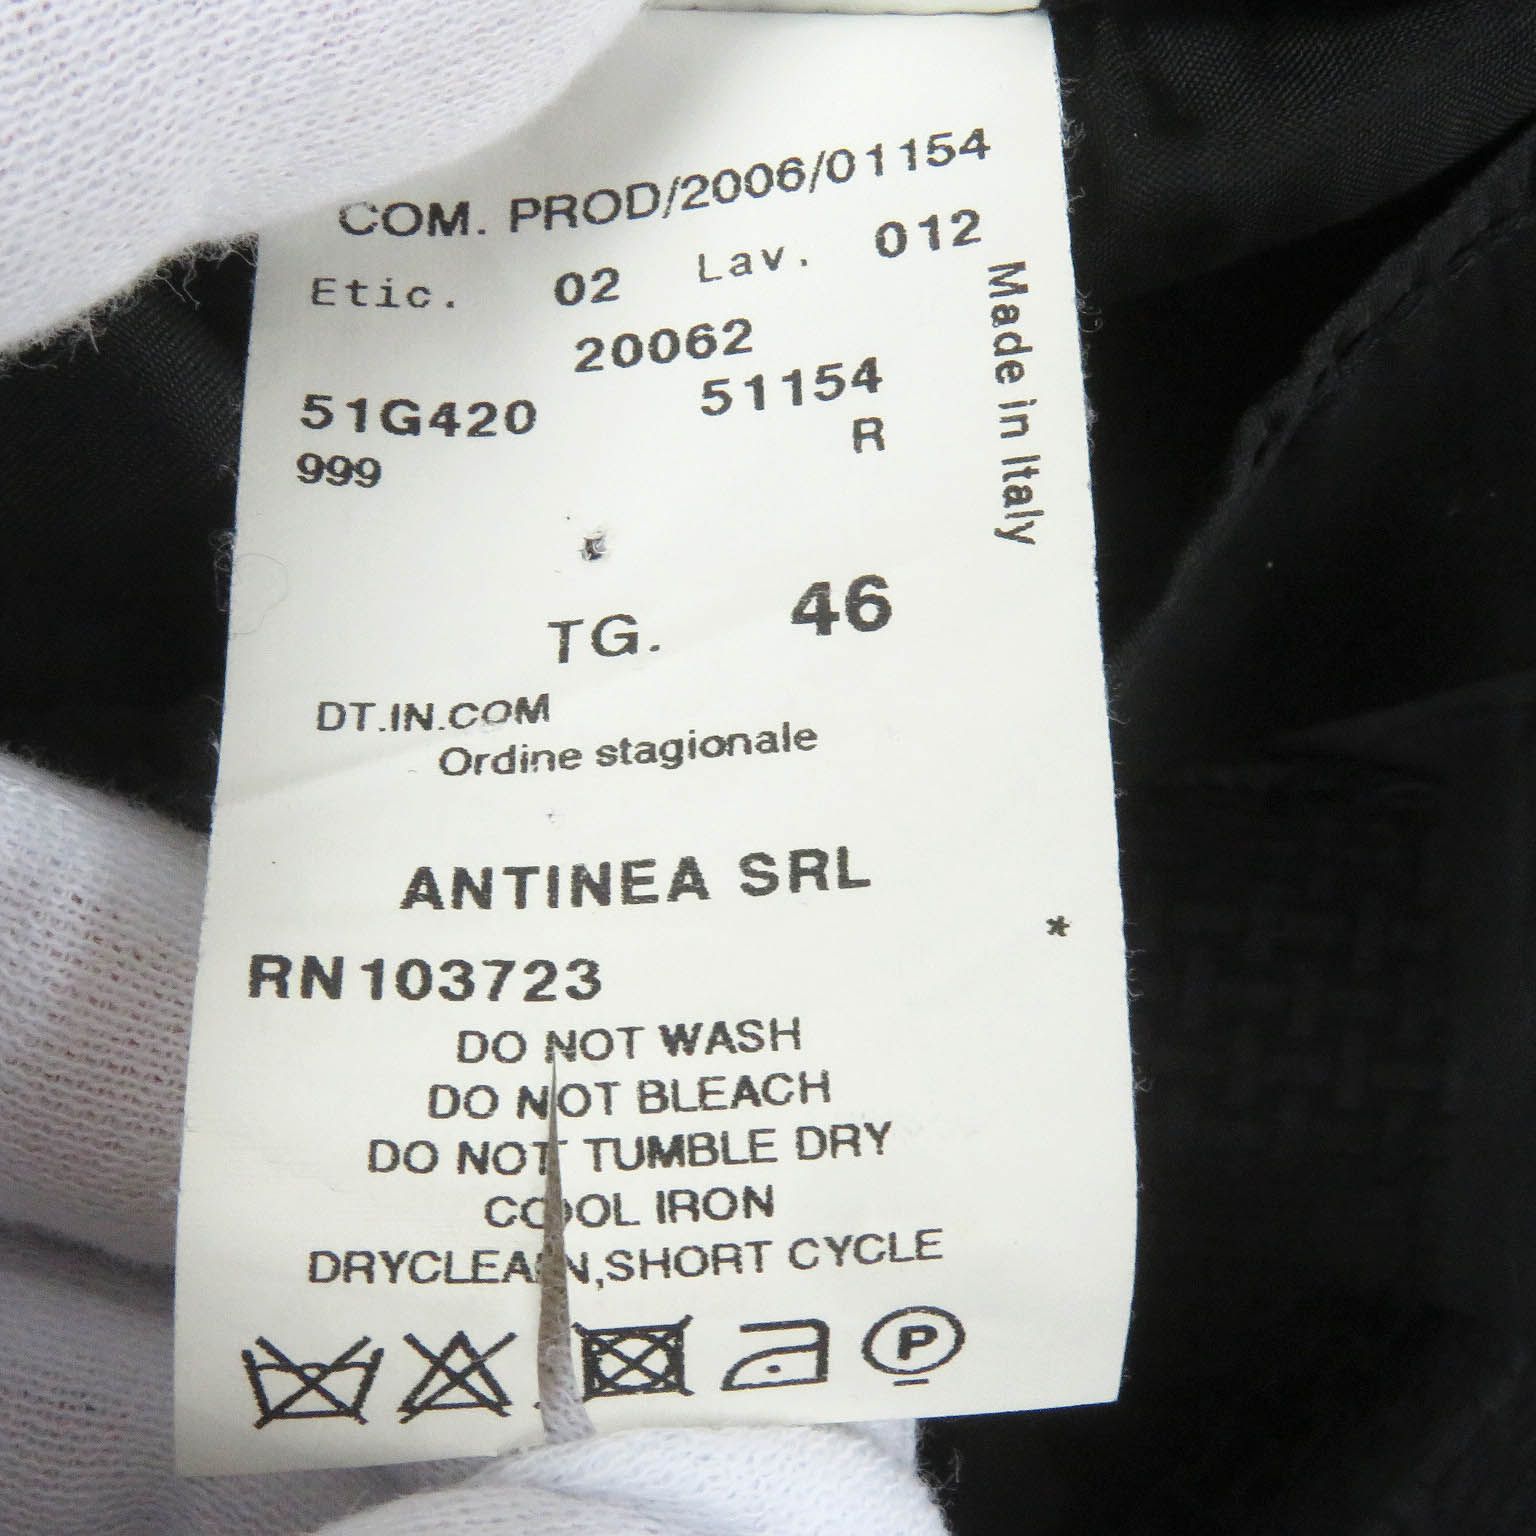 COM. PROD/2006/01154
Etic. 02 Lav. 012
20062
51G420 51154
999 R
Made in Italy
TG. 46
DT.IN.COM
Ordine stagionale
ANTINEA SRL
*
RN103723
DO NOT WASH
DO NOT BLEACH
DO NOT TUMBLE DRY
COOL IRON
DRYCLEAN,SHORT CYCLE
P